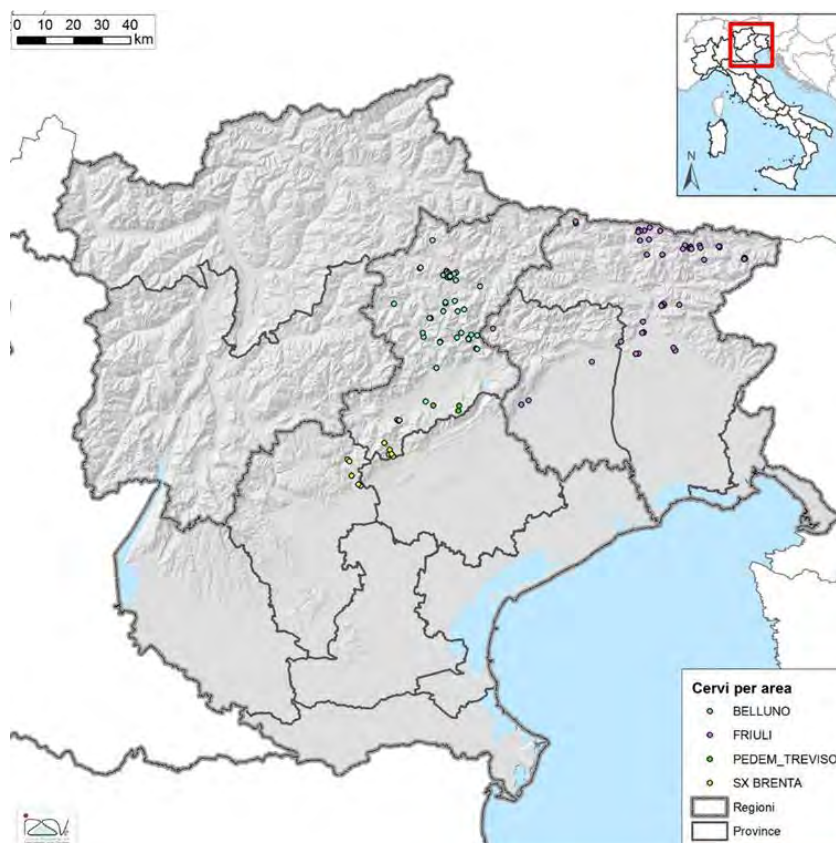 0 10 20 30 40
km
N
Cervi per area
BELLUNO
FRIULI
PEDEM_TREVISO
SX BRENTA
Regioni
Province